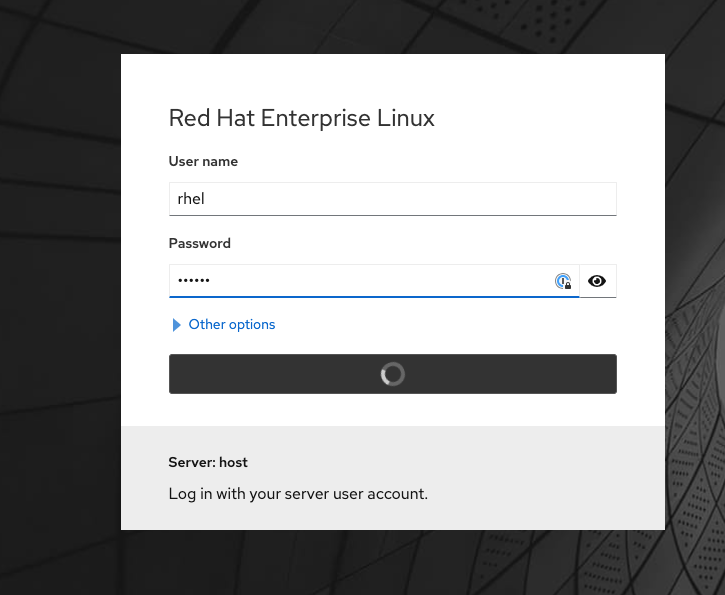 Red Hat Enterprise Linux
User name
rhel
Password
••••••
Other options
Server: host
Log in with your server user account.